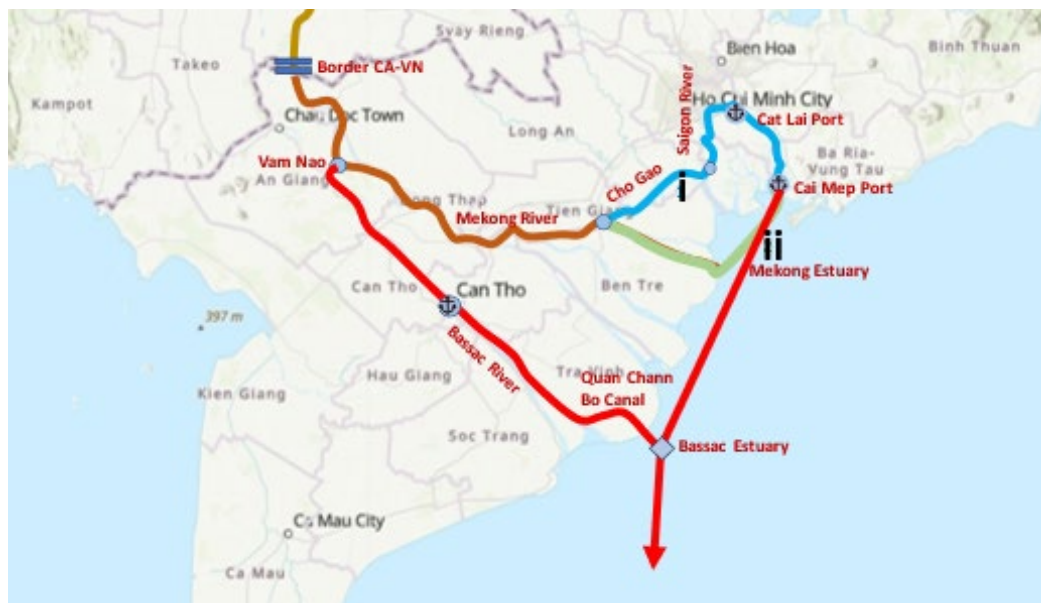 Svay Rieng
Takeo
Bien Hoa
Binh Thuan
Border CA-VN
Kampot
Chau Doc Town
Ho Chi Minh City
Cat Lai Port
Long An
Saigon River
Vam Nao
An Giang
Ba Ria-
Vung Tau
Cai Mep Port
Cho Gao
i
Dong Thap
Tien Giang
Mekong River
ii
Mekong Estuary
Can Tho
Can Tho
Ben Tre
397 m
Bassac River
Hau Giang
Tra Vinh
Quan Chann
Bo Canal
Kien Giang
Soc Trang
Bassac Estuary
Ca Mau City
Ca Mau